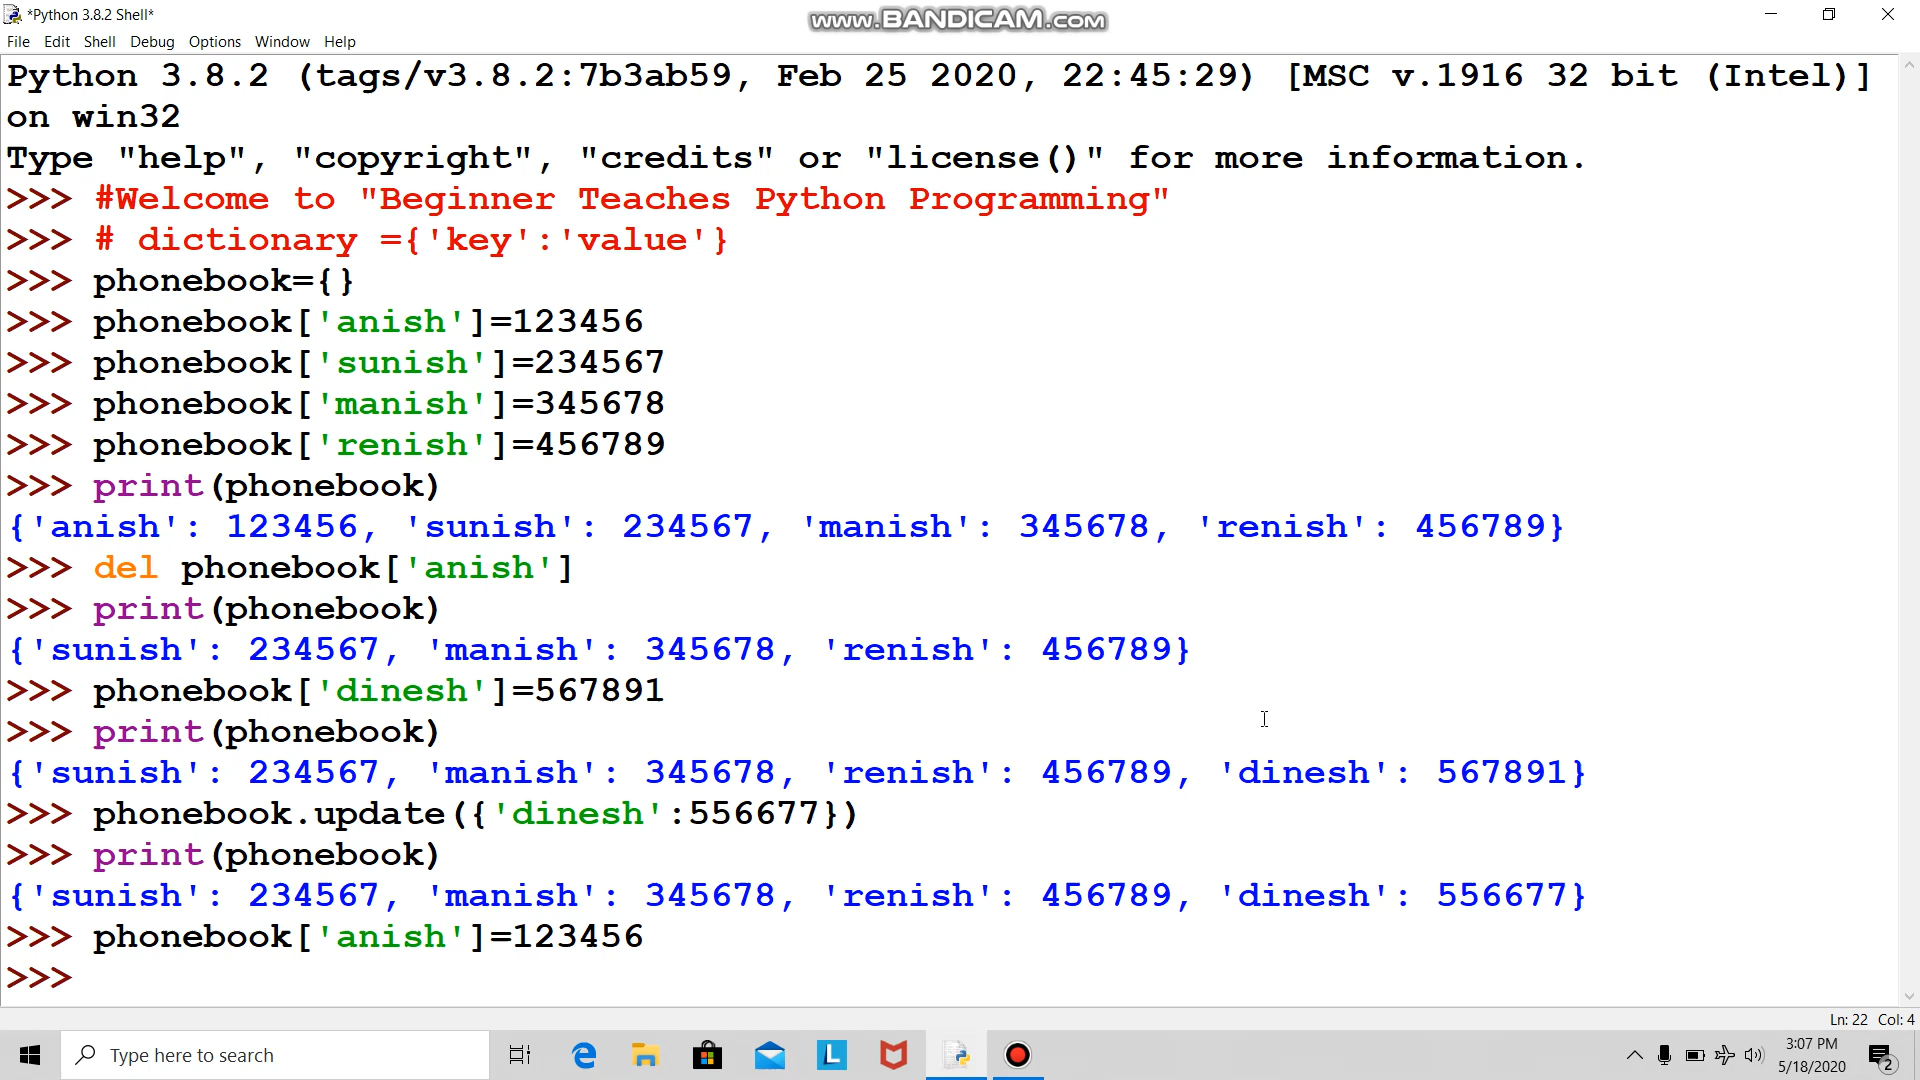 *Python 3.8.2 Shell*
www.BANDICAM.com
File Edit Shell Debug Options Window Help
Python 3.8.2 (tags/v3.8.2:7b3ab59, Feb 25 2020, 22:45:29) [MSC v.1916 32 bit (Intel)]
on win32
Type "help", "copyright", "credits" or "license()" for more information.
>>> #Welcome to "Beginner Teaches Python Programming"
>>> # dictionary ={'key':'value'}
>>> phonebook={}
>>> phonebook['anish']=123456
>>> phonebook['sunish']=234567
>>> phonebook['manish']=345678
>>> phonebook['renish']=456789
>>> print(phonebook)
{'anish': 123456, 'sunish': 234567, 'manish': 345678, 'renish': 456789}
>>> del phonebook['anish']
>>> print(phonebook)
{'sunish': 234567, 'manish': 345678, 'renish': 456789}
>>> phonebook['dinesh']=567891
>>> print(phonebook)
{'sunish': 234567, 'manish': 345678, 'renish': 456789, 'dinesh': 567891}
>>> phonebook.update({'dinesh':556677})
>>> print(phonebook)
{'sunish': 234567, 'manish': 345678, 'renish': 456789, 'dinesh': 556677}
>>> phonebook['anish']=123456
>>>
Ln: 22 Col: 4
Type here to search
L
3:07 PM
5/18/2020
2